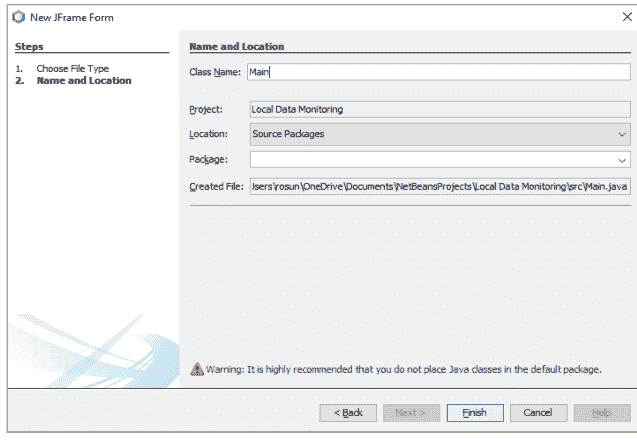 New JFrame Form
Steps
1. Choose File Type
2. Name and Location
Name and Location
Class Name: Main
Project: Local Data Monitoring
Location: Source Packages
Package:
Created File: Isers\rosun\OneDrive\Documents\NetBeansProjects\Local Data Monitoring\src\Main.java
Warning: It is highly recommended that you do not place Java classes in the default package.
< Back Next > Finish Cancel Help